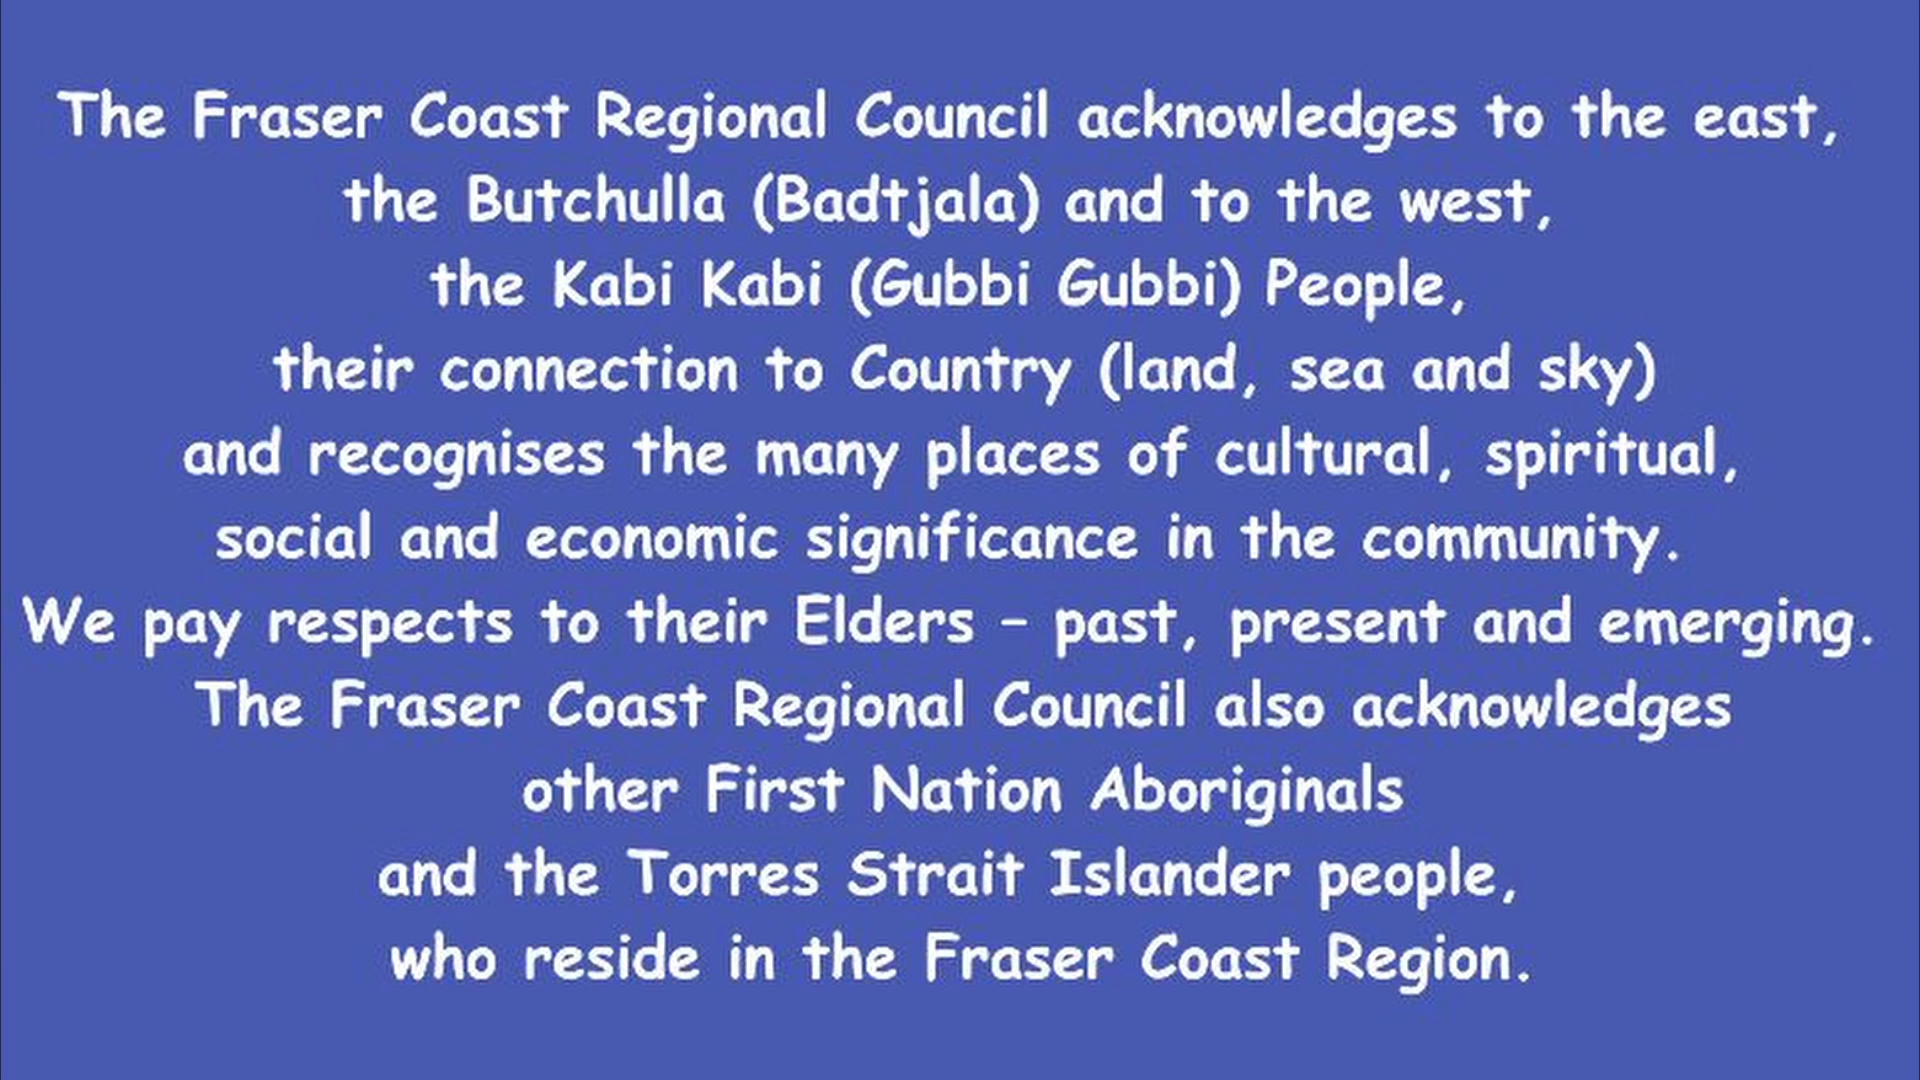 The Fraser Coast Regional Council acknowledges to the east,
the Butchulla (Badtjala) and to the west,
the Kabi Kabi (Gubbi Gubbi) People,
their connection to Country (land, sea and sky)
and recognises the many places of cultural, spiritual,
social and economic significance in the community.
We pay respects to their Elders – past, present and emerging.
The Fraser Coast Regional Council also acknowledges
other First Nation Aboriginals
and the Torres Strait Islander people,
who reside in the Fraser Coast Region.